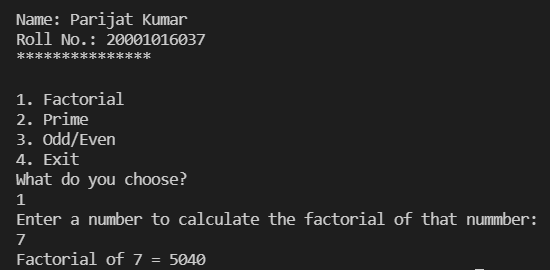 Name: Parijat Kumar
Roll No.: 20001016037
***************
1. Factorial
2. Prime
3. Odd/Even
4. Exit
What do you choose?
1
Enter a number to calculate the factorial of that nummber:
7
Factorial of 7 = 5040